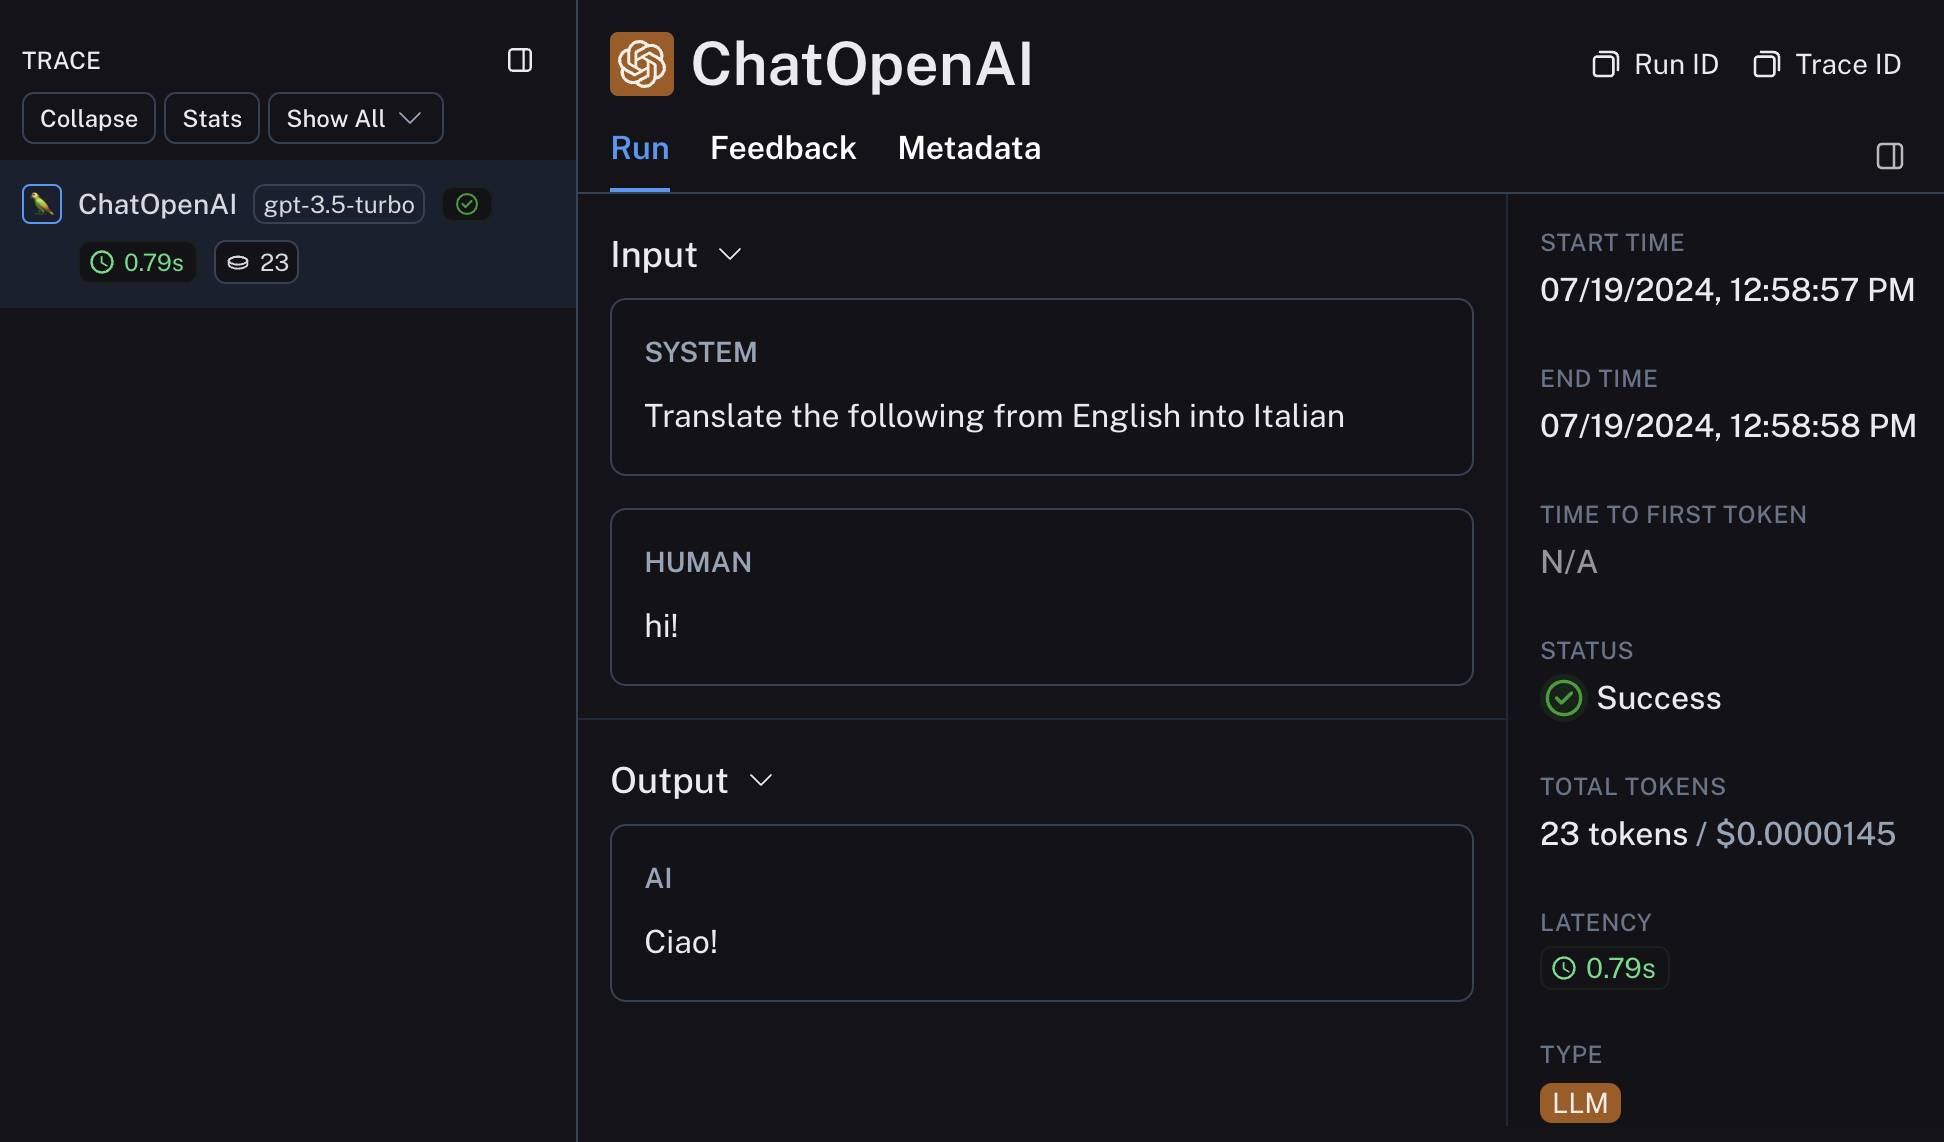 TRACE
Collapse Stats Show All
ChatOpenAI gpt-3.5-turbo
0.79s 23
ChatOpenAI
Run ID Trace ID
Run Feedback Metadata
Input
SYSTEM
Translate the following from English into Italian
HUMAN
hi!
Output
AI
Ciao!
START TIME
07/19/2024, 12:58:57 PM
END TIME
07/19/2024, 12:58:58 PM
TIME TO FIRST TOKEN
N/A
STATUS
Success
TOTAL TOKENS
23 tokens / $0.0000145
LATENCY
0.79s
TYPE
LLM